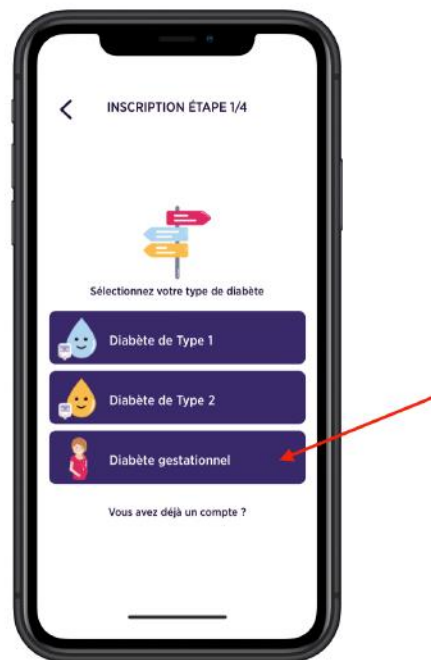 INSCRIPTION ÉTAPE 1/4
Sélectionnez votre type de diabète
Diabète de Type 1
Diabète de Type 2
Diabète gestationnel
Vous avez déjà un compte ?